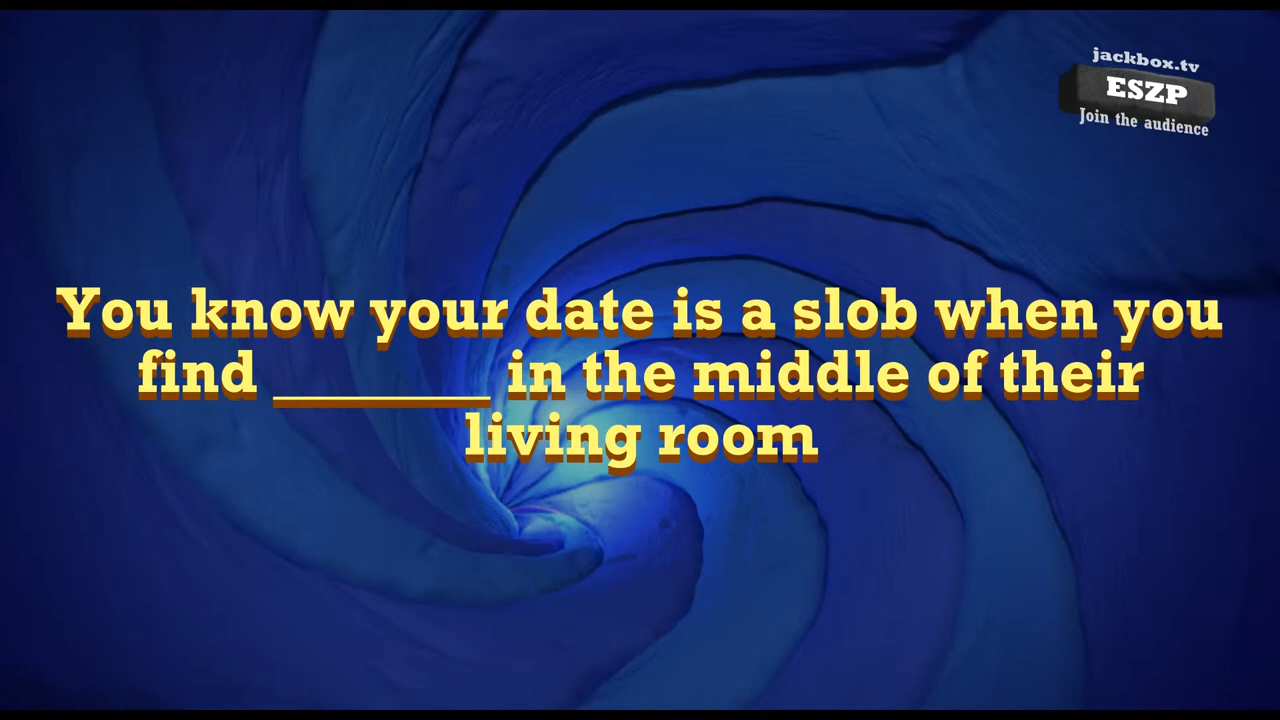 jackbox.tv
ESZP
Join the audience
You know your date is a slob when you
find ________ in the middle of their
living room